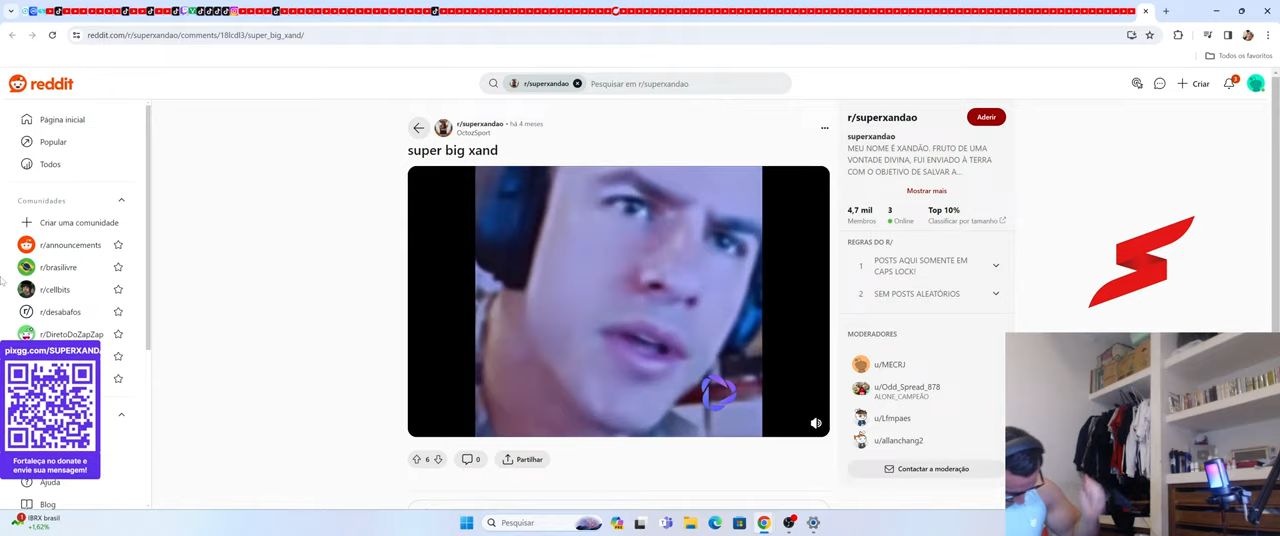 reddit.com/r/superxandao/comments/18lcdl3/super_big_xand/
Todos os favoritos
reddit
r/superxandao
Pesquisar em r/superxandao
Criar
3
Página inicial
Popular
Todos
Comunidades
Criar uma comunidade
r/announcements
r/brasilivre
r/cellbits
r/desabafos
r/DiretoDoZapZap
pixgg.com/SUPERXANDA
Fortaleça no donate e
envie sua mensagem!
Ajuda
Blog
r/superxandao • há 4 meses
OctozSport
super big xand
6
0
Partilhar
r/superxandao
Aderir
superxandao
MEU NOME É XANDÃO. FRUTO DE UMA
VONTADE DIVINA, FUI ENVIADO À TERRA
COM O OBJETIVO DE SALVAR A...
Mostrar mais
4,7 mil 3 Top 10%
Membros Online Classificar por tamanho
REGRAS DO R/
1 POSTS AQUI SOMENTE EM
CAPS LOCK!
2 SEM POSTS ALEATÓRIOS
MODERADORES
u/MECRJ
u/Odd_Spread_878
ALONE_CAMPEÃO
u/Lfmpaes
u/allanchang2
Contactar a moderação
1
IBRX brasil
+1,62%
Pesquisar